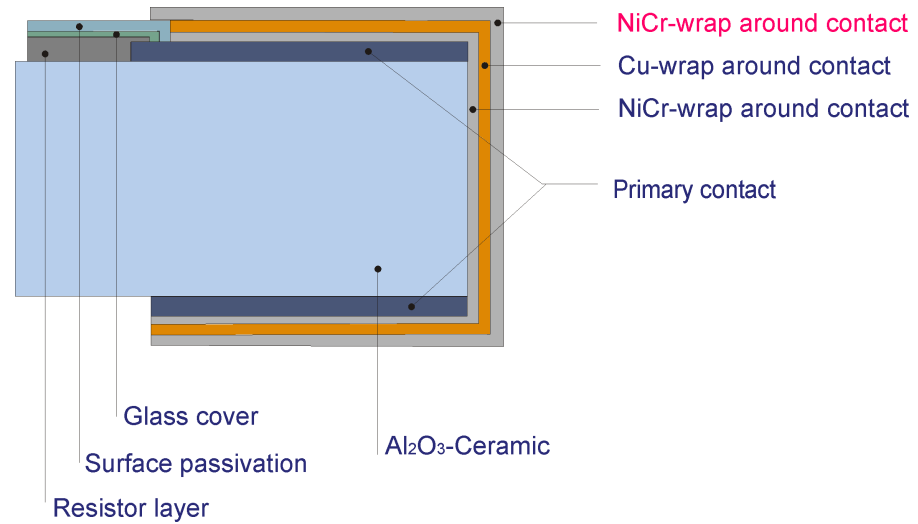 NiCr-wrap around contact
Cu-wrap around contact
NiCr-wrap around contact
Primary contact
Glass cover
Al₂O₃-Ceramic
Surface passivation
Resistor layer